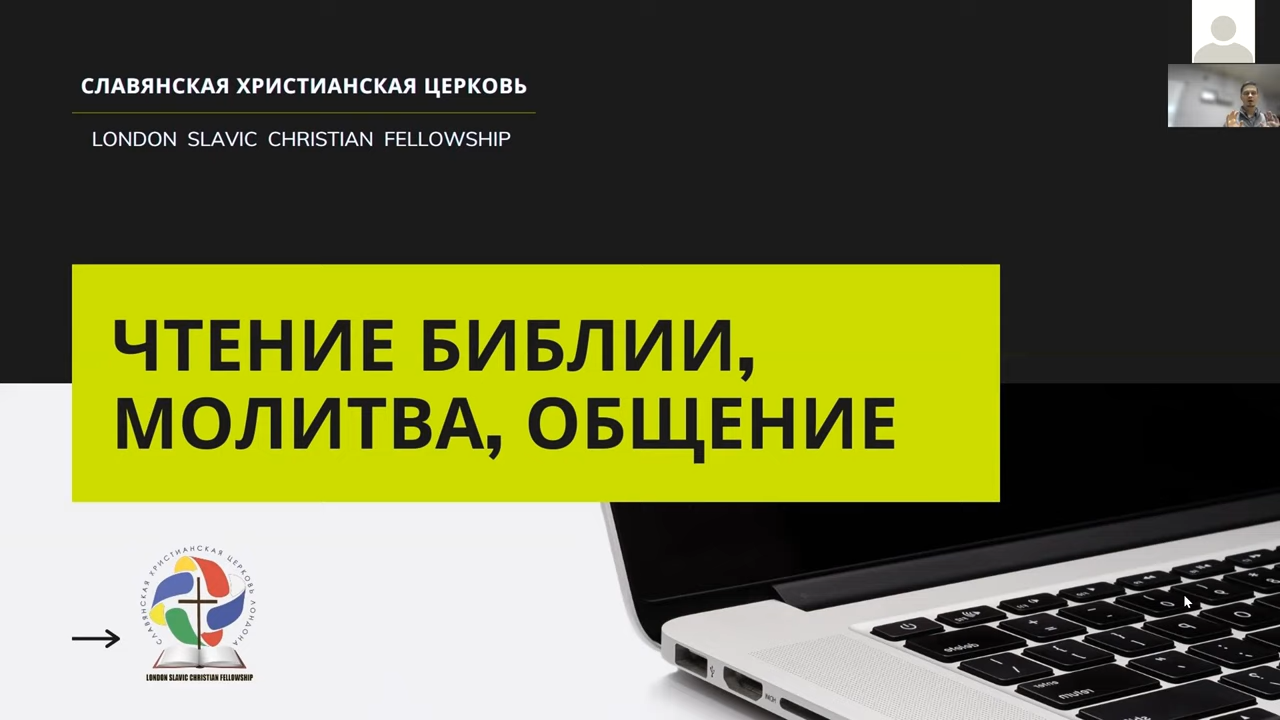 СЛАВЯНСКАЯ ХРИСТИАНСКАЯ ЦЕРКОВЬ
LONDON SLAVIC CHRISTIAN FELLOWSHIP
ЧТЕНИЕ БИБЛИИ,
МОЛИТВА, ОБЩЕНИЕ
СЛАВЯНСКАЯ ХРИСТИАНСКАЯ ЦЕРКОВЬ ЛОНДОНА
LONDON SLAVIC CHRISTIAN FELLOWSHIP